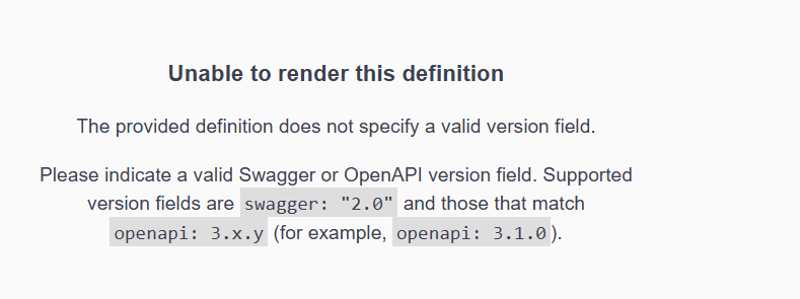 Unable to render this definition
The provided definition does not specify a valid version field.
Please indicate a valid Swagger or OpenAPI version field. Supported
version fields are swagger: "2.0" and those that match
openapi: 3.x.y (for example, openapi: 3.1.0).